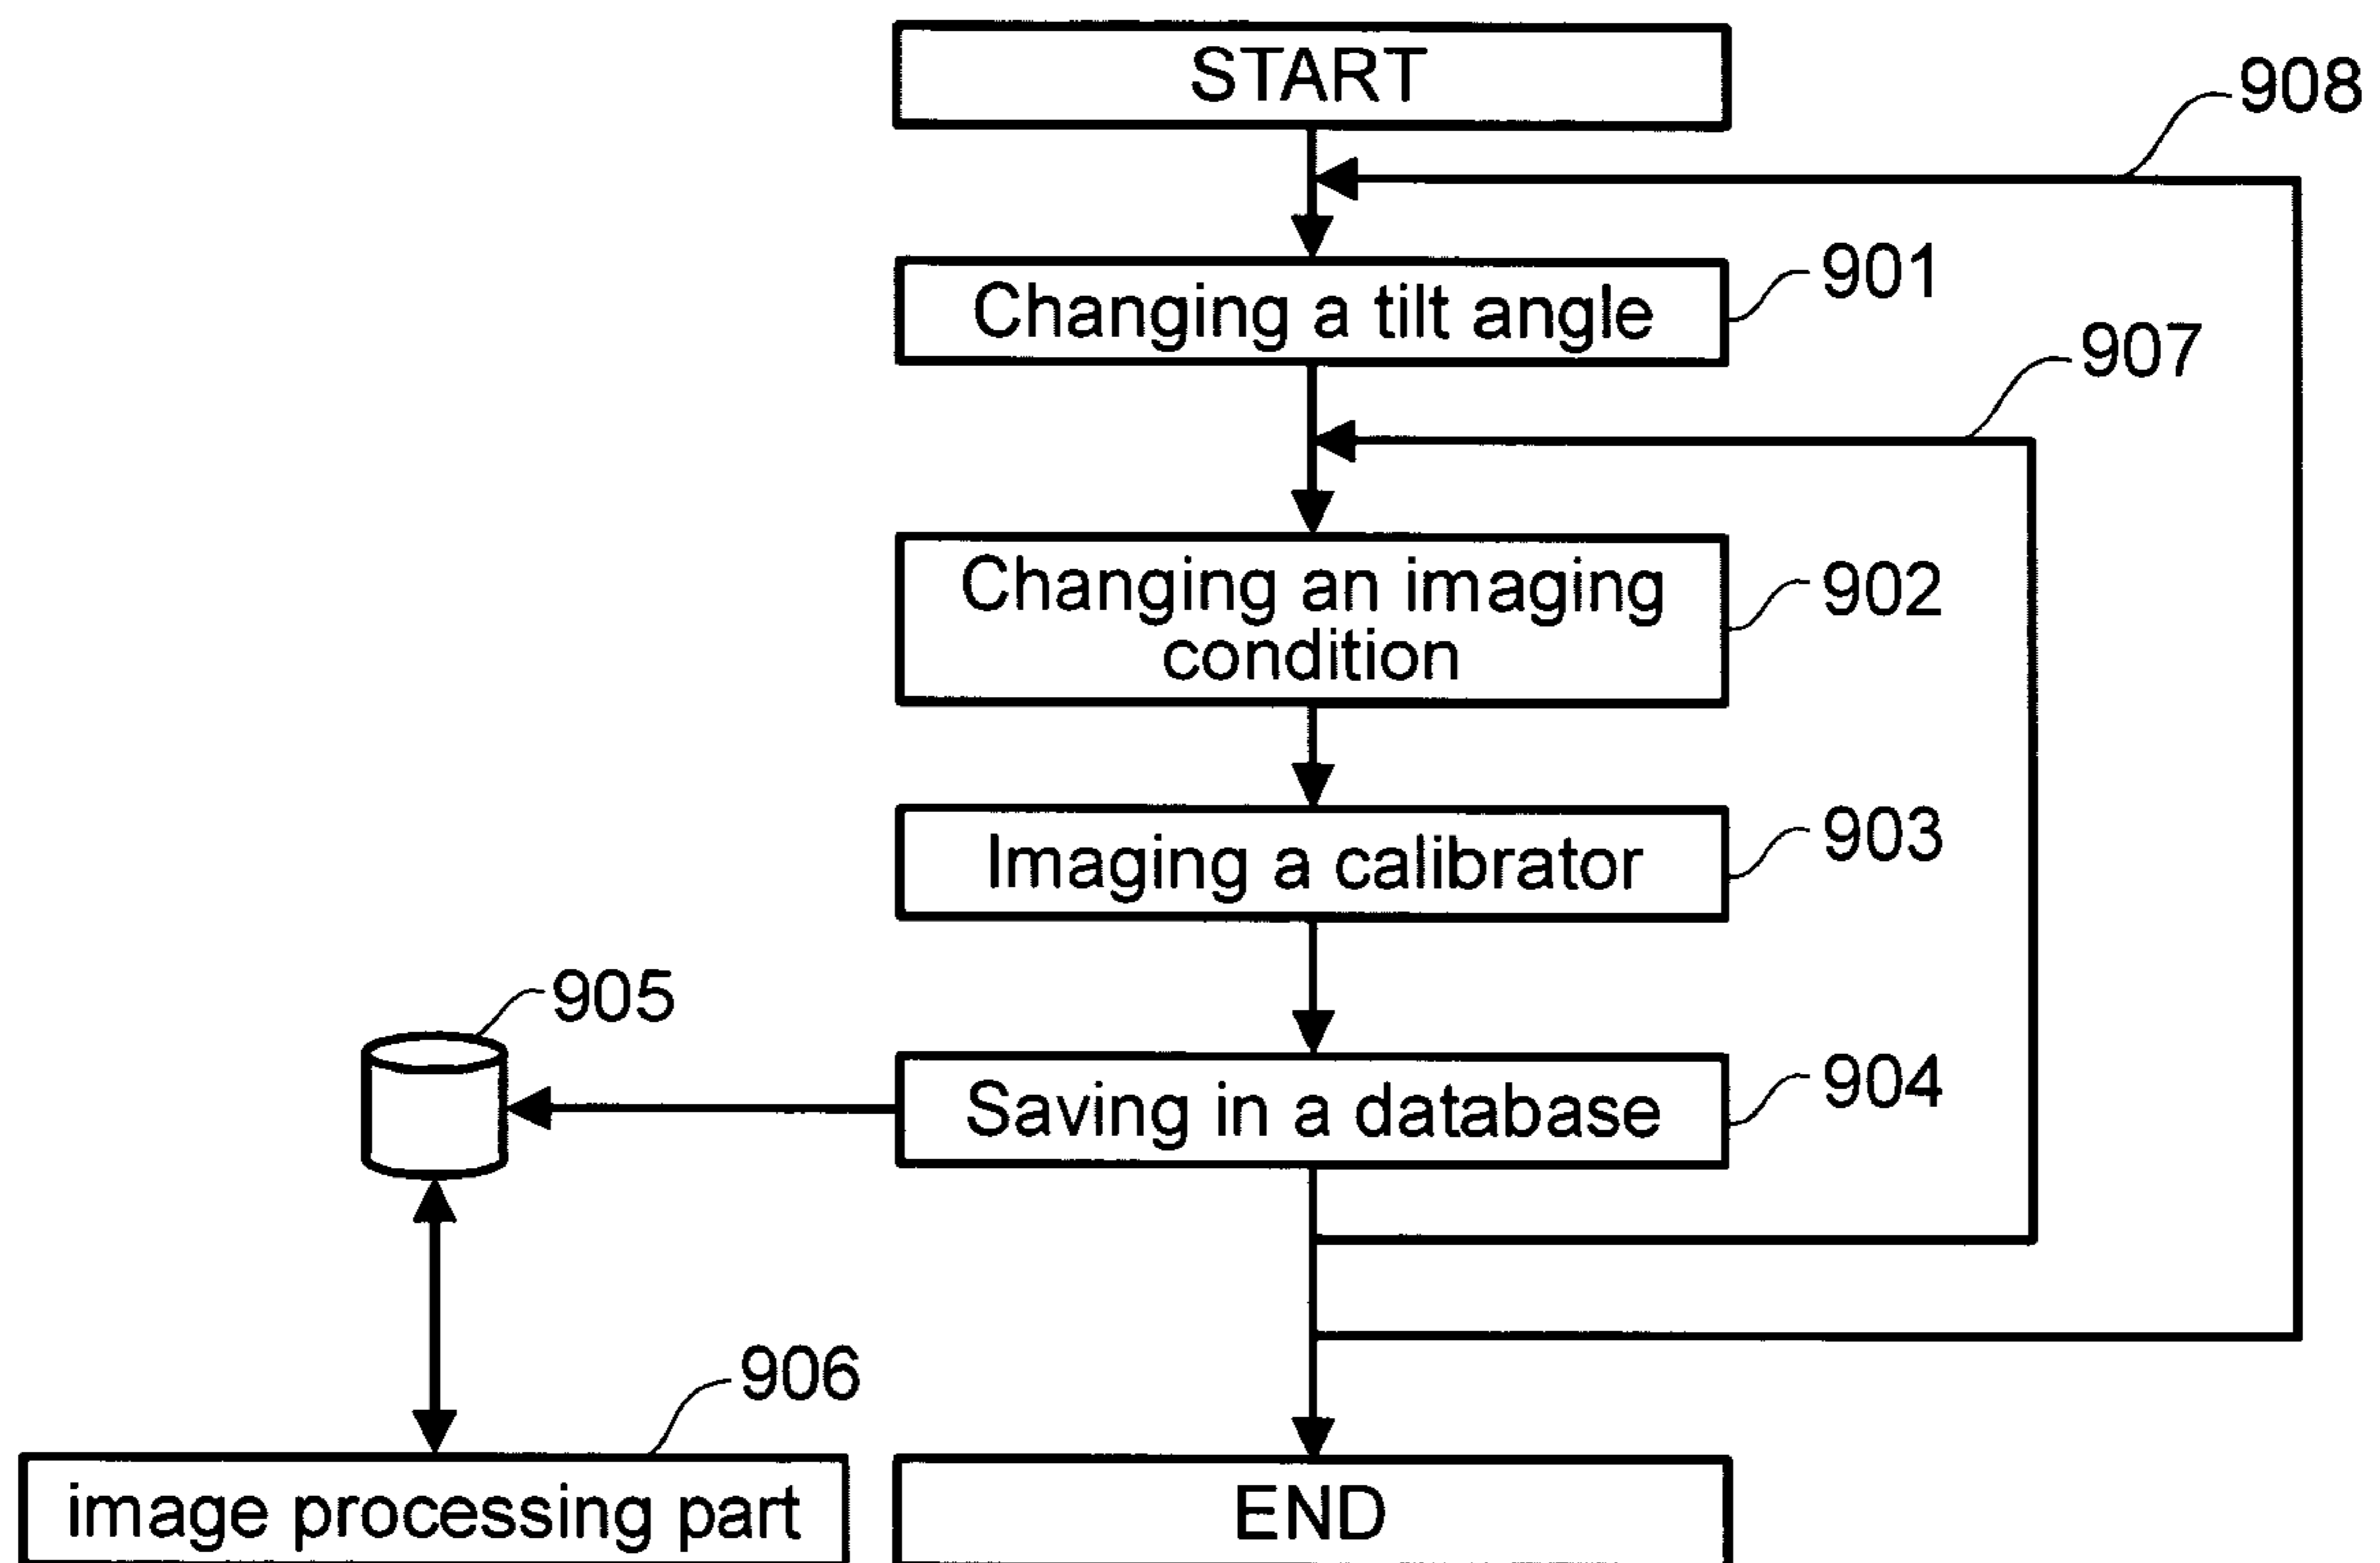 START
908
Changing a tilt angle
901
907
Changing an imaging
condition
902
Imaging a calibrator
903
905
Saving in a database
904
906
image processing part
END